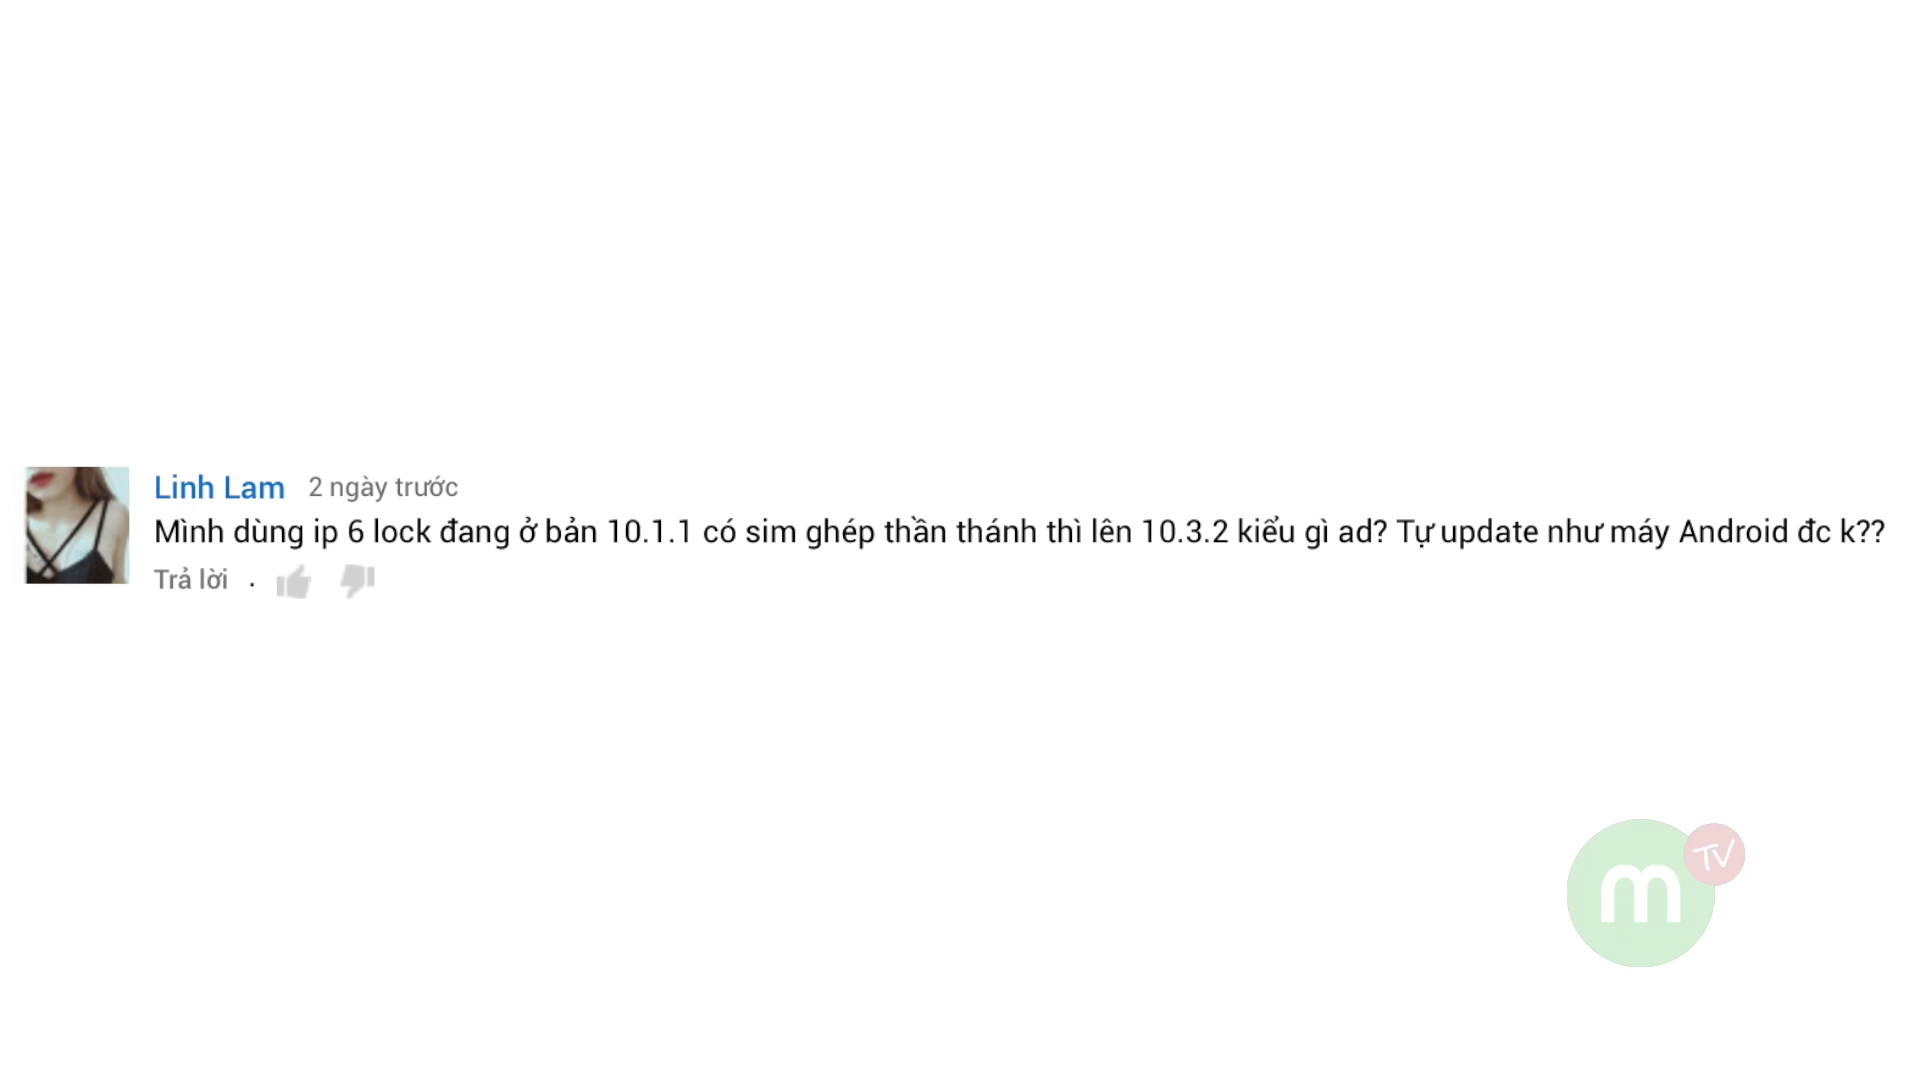 Linh Lam 2 ngày trước
Mình dùng ip 6 lock đang ở bản 10.1.1 có sim ghép thần thánh thì lên 10.3.2 kiểu gì ad? Tự update như máy Android đc k??
Trả lời .
m TV